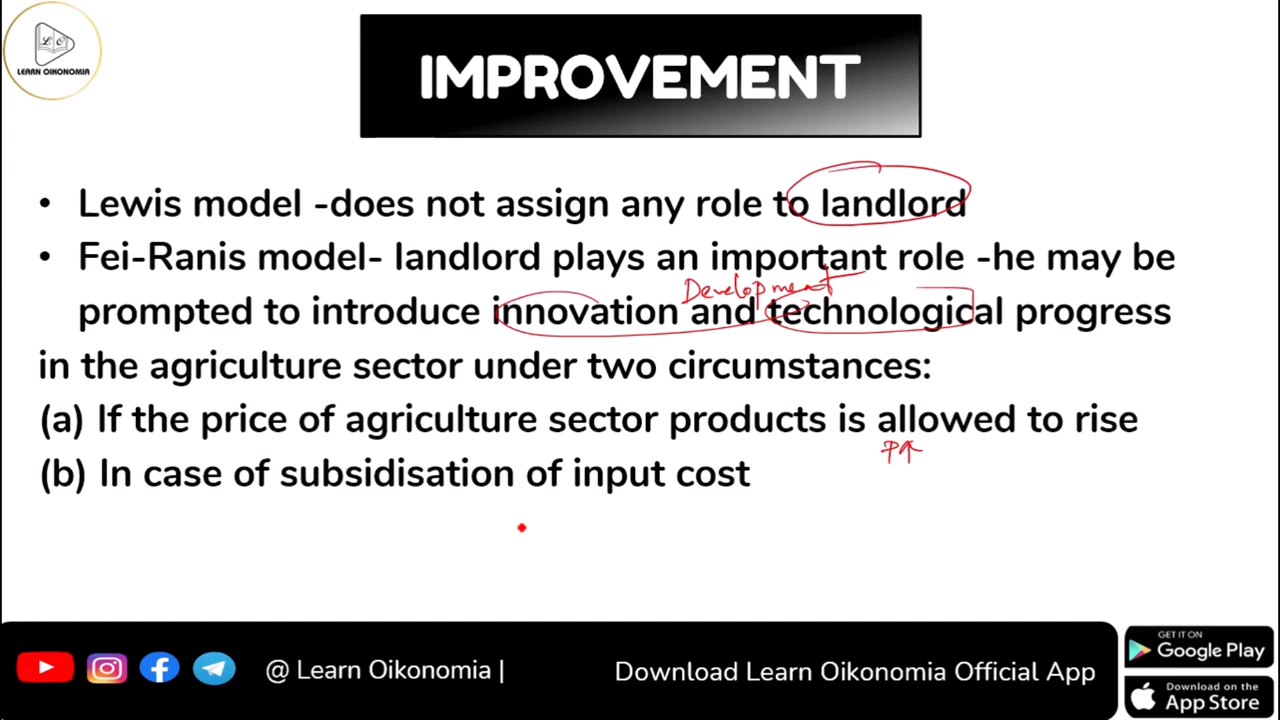 LO
LEARN OIKONOMIA
IMPROVEMENT
• Lewis model -does not assign any role to landlord
• Fei-Ranis model- landlord plays an important role -he may be
Development
prompted to introduce innovation and technological progress
in the agriculture sector under two circumstances:
(a) If the price of agriculture sector products is allowed to rise
P↑
(b) In case of subsidisation of input cost
@ Learn Oikonomia |
Download Learn Oikonomia Official App
GET IT ON
Google Play
Download on the
App Store